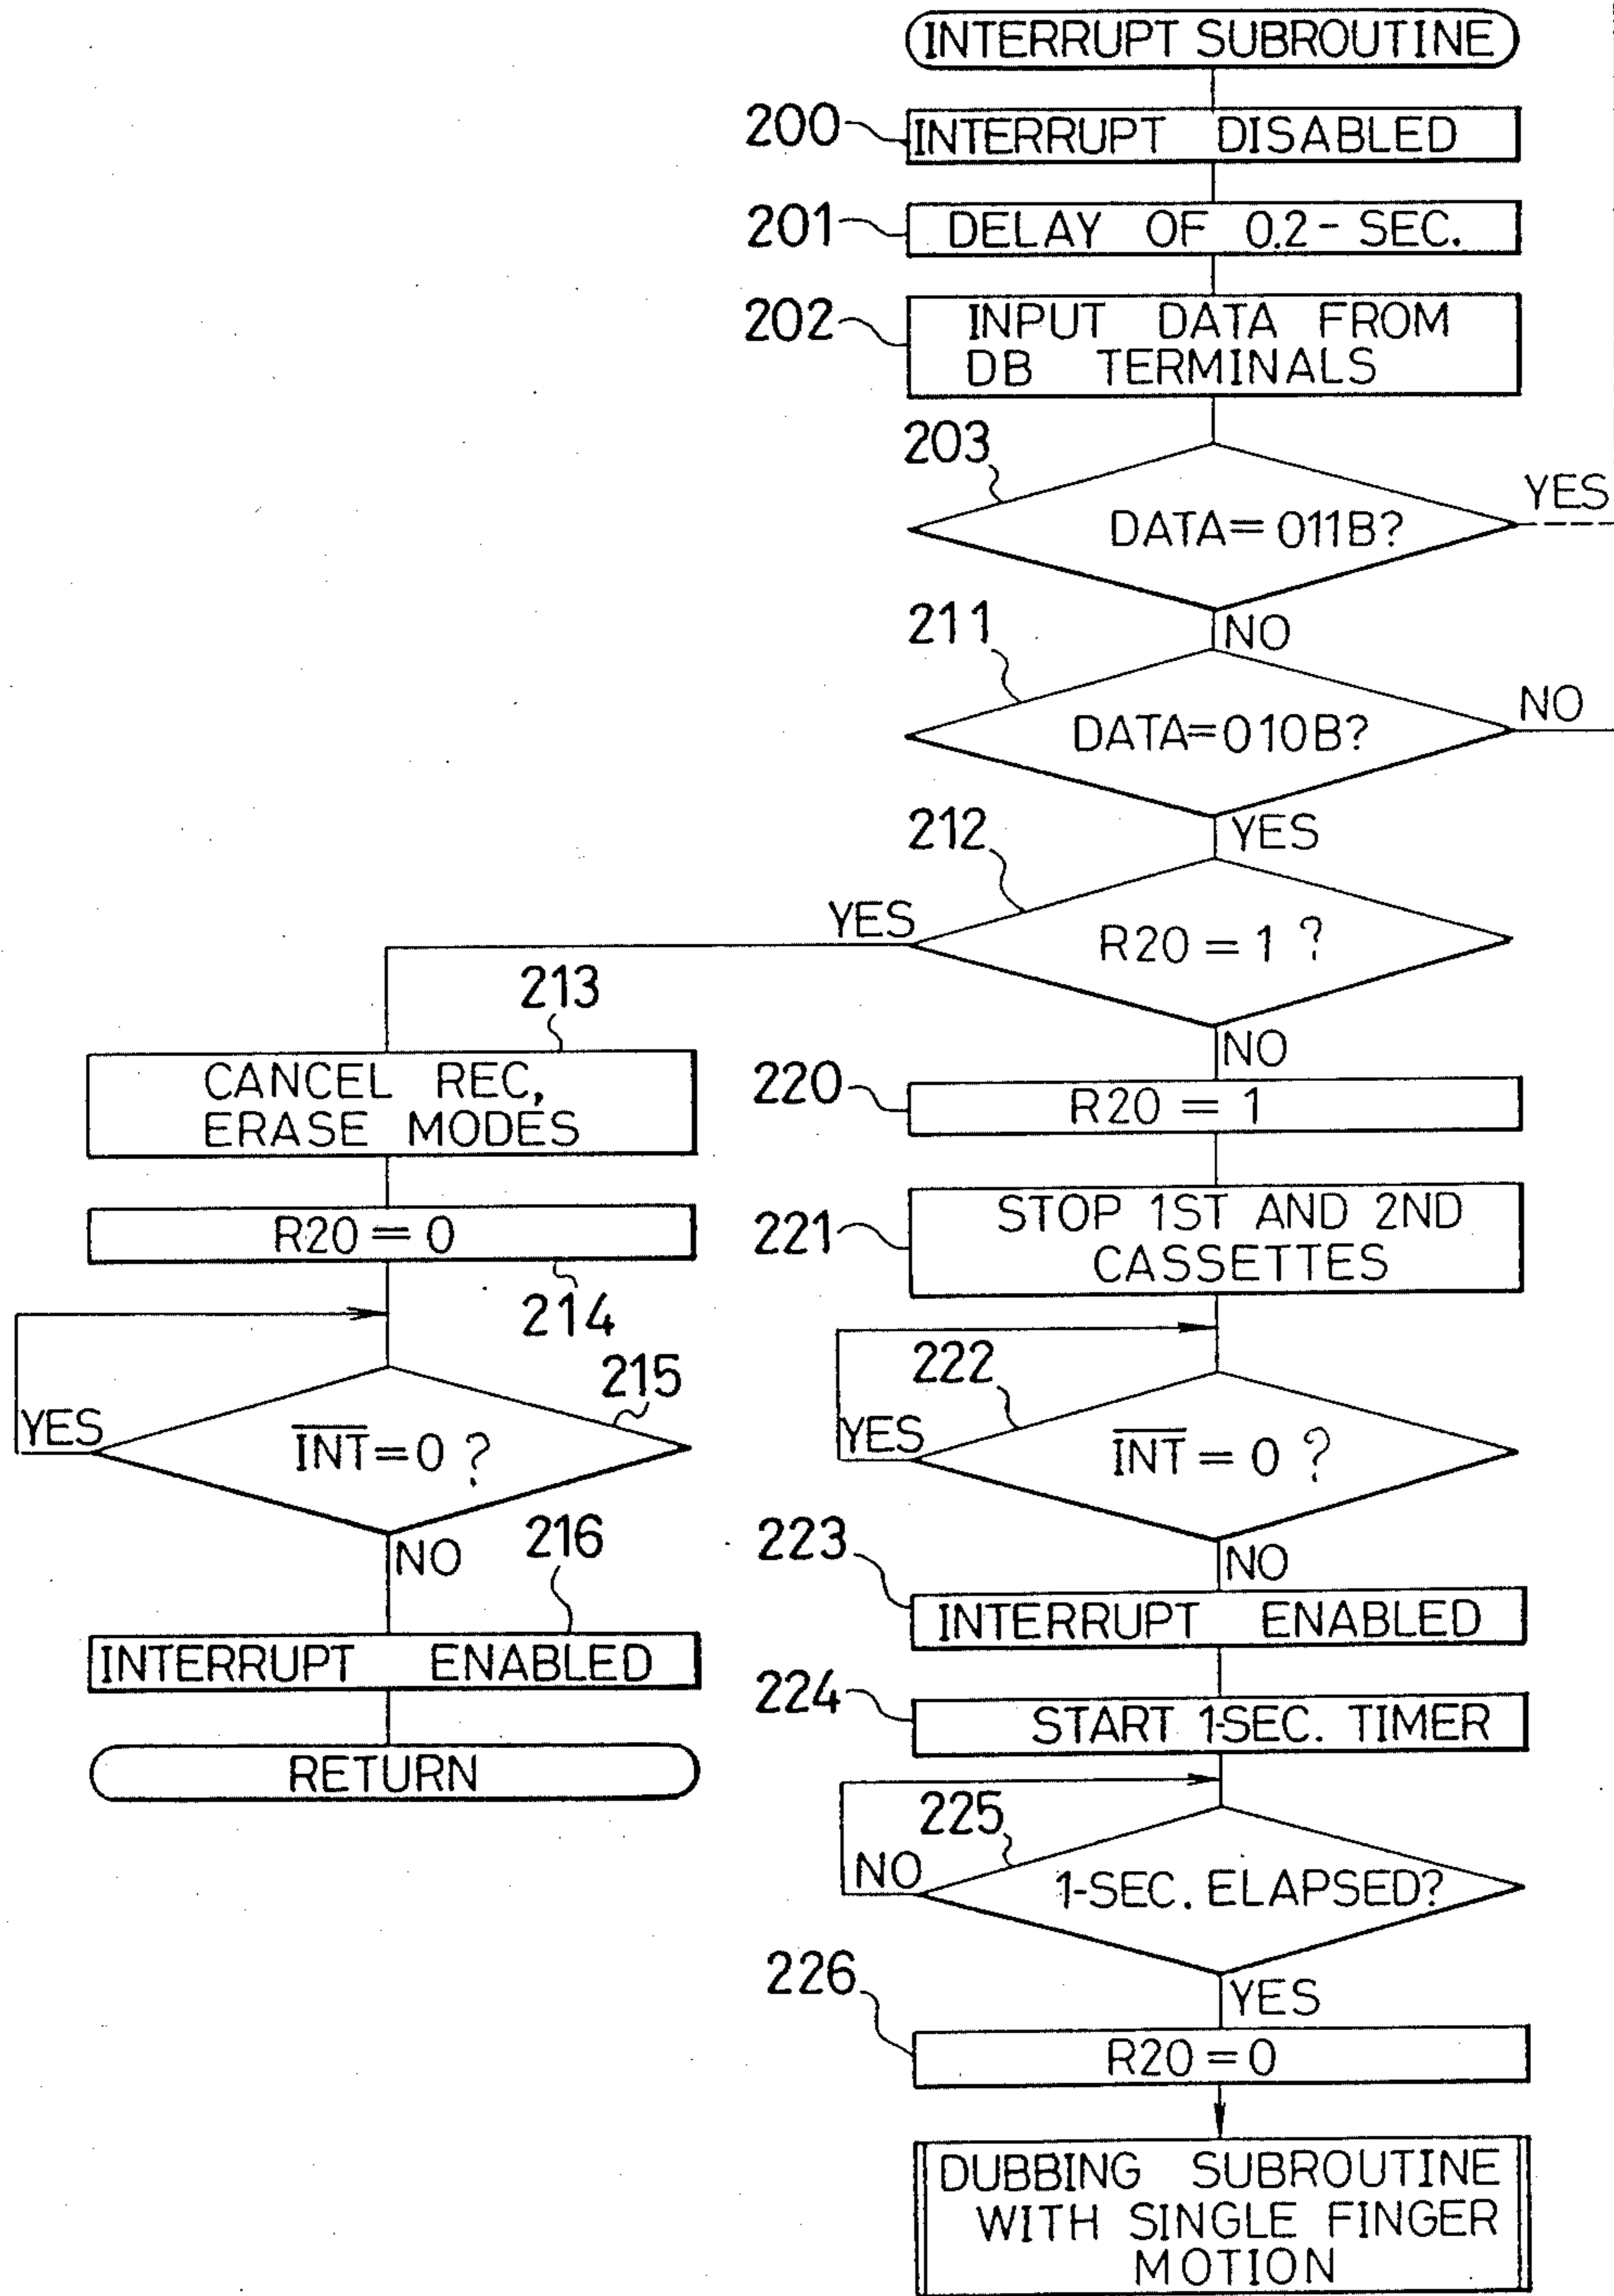 INTERRUPT SUBROUTINE
200
INTERRUPT DISABLED
201
DELAY OF 0.2- SEC.
202
INPUT DATA FROM
DB TERMINALS
203
DATA=011B?
YES
NO
211
DATA=010B?
NO
YES
212
R20=1 ?
YES
NO
213
CANCEL REC,
ERASE MODES
R20=0
214
215
INT=0 ?
YES
NO
216
INTERRUPT ENABLED
RETURN
220
R20 = 1
221
STOP 1ST AND 2ND
CASSETTES
222
INT=0 ?
YES
NO
223
INTERRUPT ENABLED
224
START 1-SEC. TIMER
225
1-SEC. ELAPSED?
NO
YES
226
R20=0
DUBBING SUBROUTINE
WITH SINGLE FINGER
MOTION